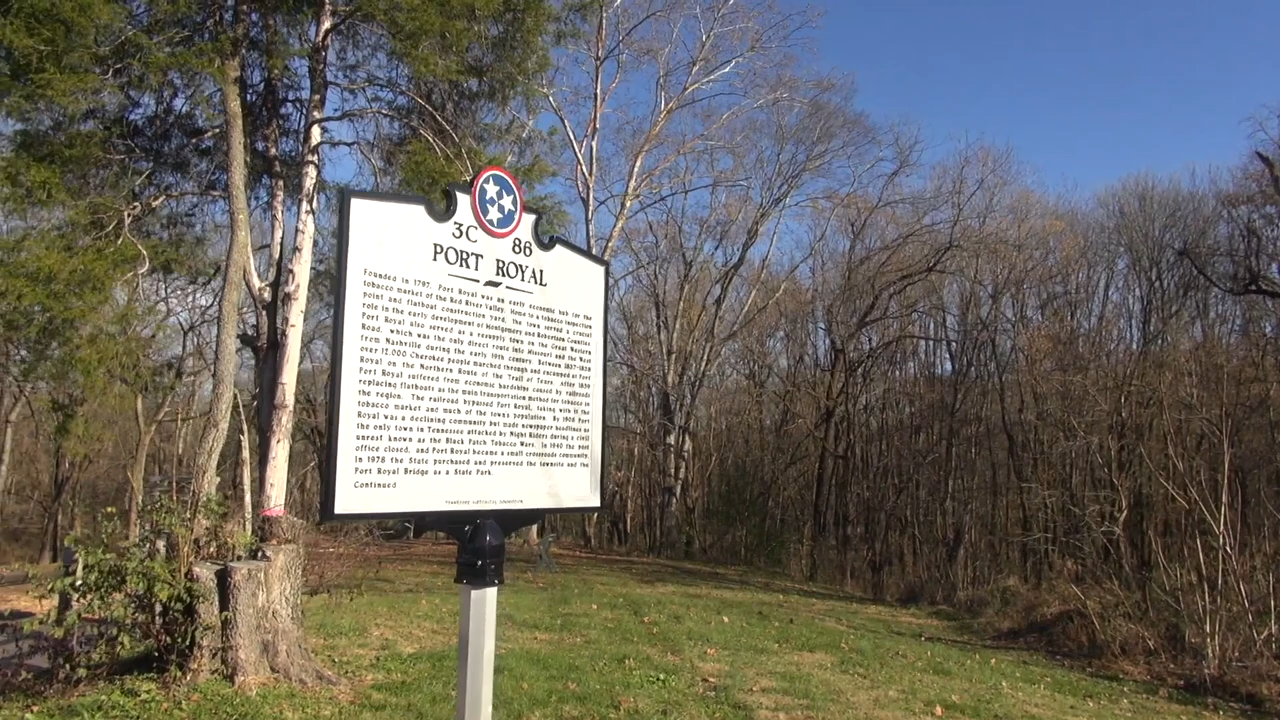 3C 86
PORT ROYAL
Founded in 1797, Port Royal was an early economic hub for the
tobacco market of the Red River Valley. Home to a tobacco inspection
point and flatboat construction yard, the town served a crucial
role in the early development of Montgomery and Robertson Counties.
Port Royal also served as a resupply town on the Great Western
Road, which was the only direct route into Missouri and the West
from Nashville during the early 19th century. Between 1837-1838
over 12,000 Cherokee people marched through and encamped at Port
Royal on the Northern Route of the Trail of Tears. After 1859
Port Royal suffered from economic hardships caused by railroads
replacing flatboats as the main transportation method for tobacco in
the region. The railroad bypassed Port Royal, taking with it the
tobacco market and much of the towns population. By 1908 Port
Royal was a declining community but made newspaper headlines as
the only town in Tennessee attacked by Night Riders during a civil
unrest known as the Black Patch Tobacco Wars. In 1940 the post
office closed, and Port Royal became a small crossroads community.
In 1978 the State purchased and preserved the townsite and the
Port Royal Bridge as a State Park.
Continued
TENNESSEE HISTORICAL COMMISSION